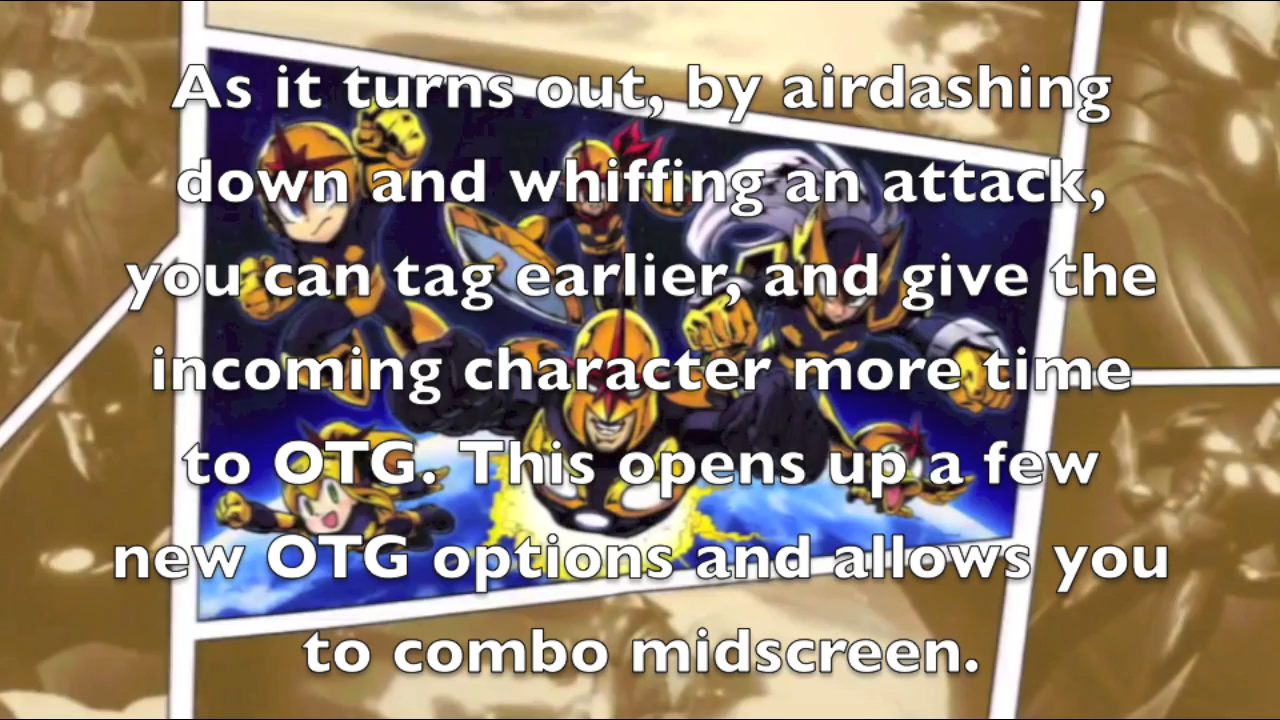 As it turns out, by airdashing
down and whiffing an attack,
you can tag earlier, and give the
incoming character more time
to OTG. This opens up a few
new OTG options and allows you
to combo midscreen.